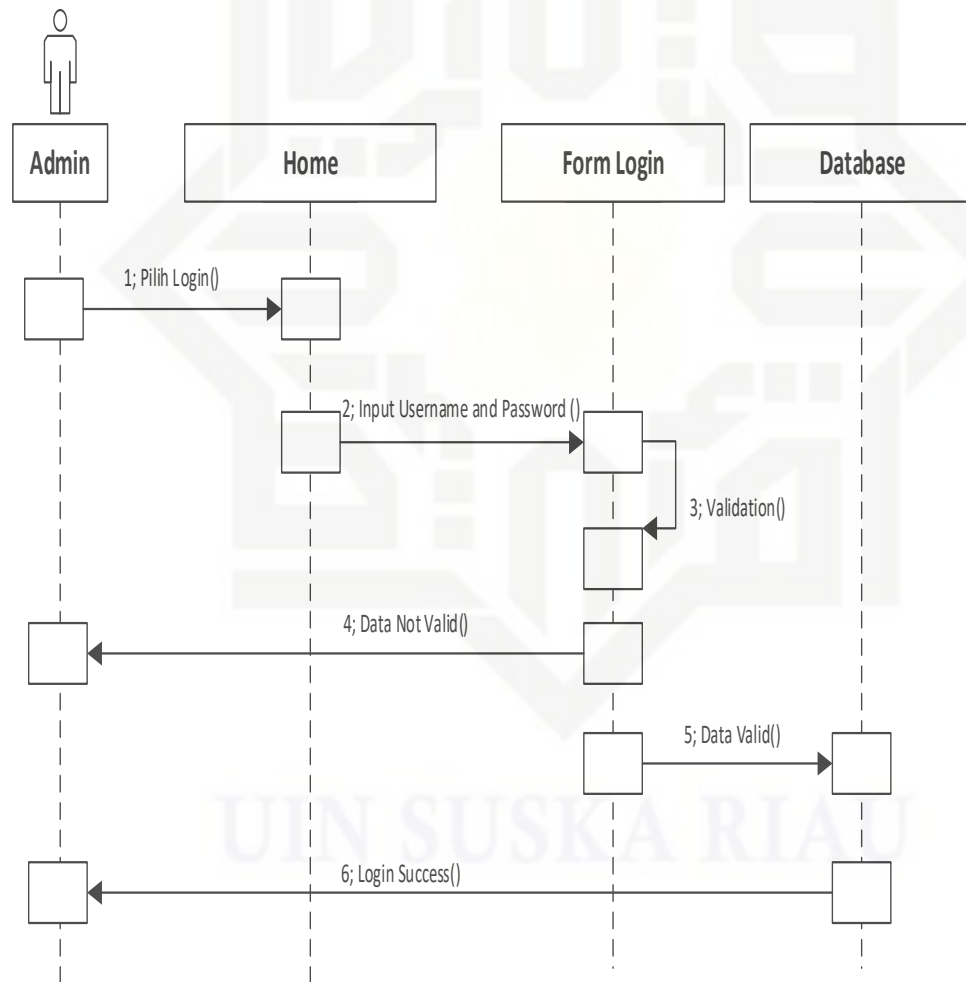 Admin
Home
Form Login
Database
1; Pilih Login()
2; Input Username and Password ()
3; Validation()
4; Data Not Valid()
5; Data Valid()
UIN SUSKA RIAU
6; Login Success()